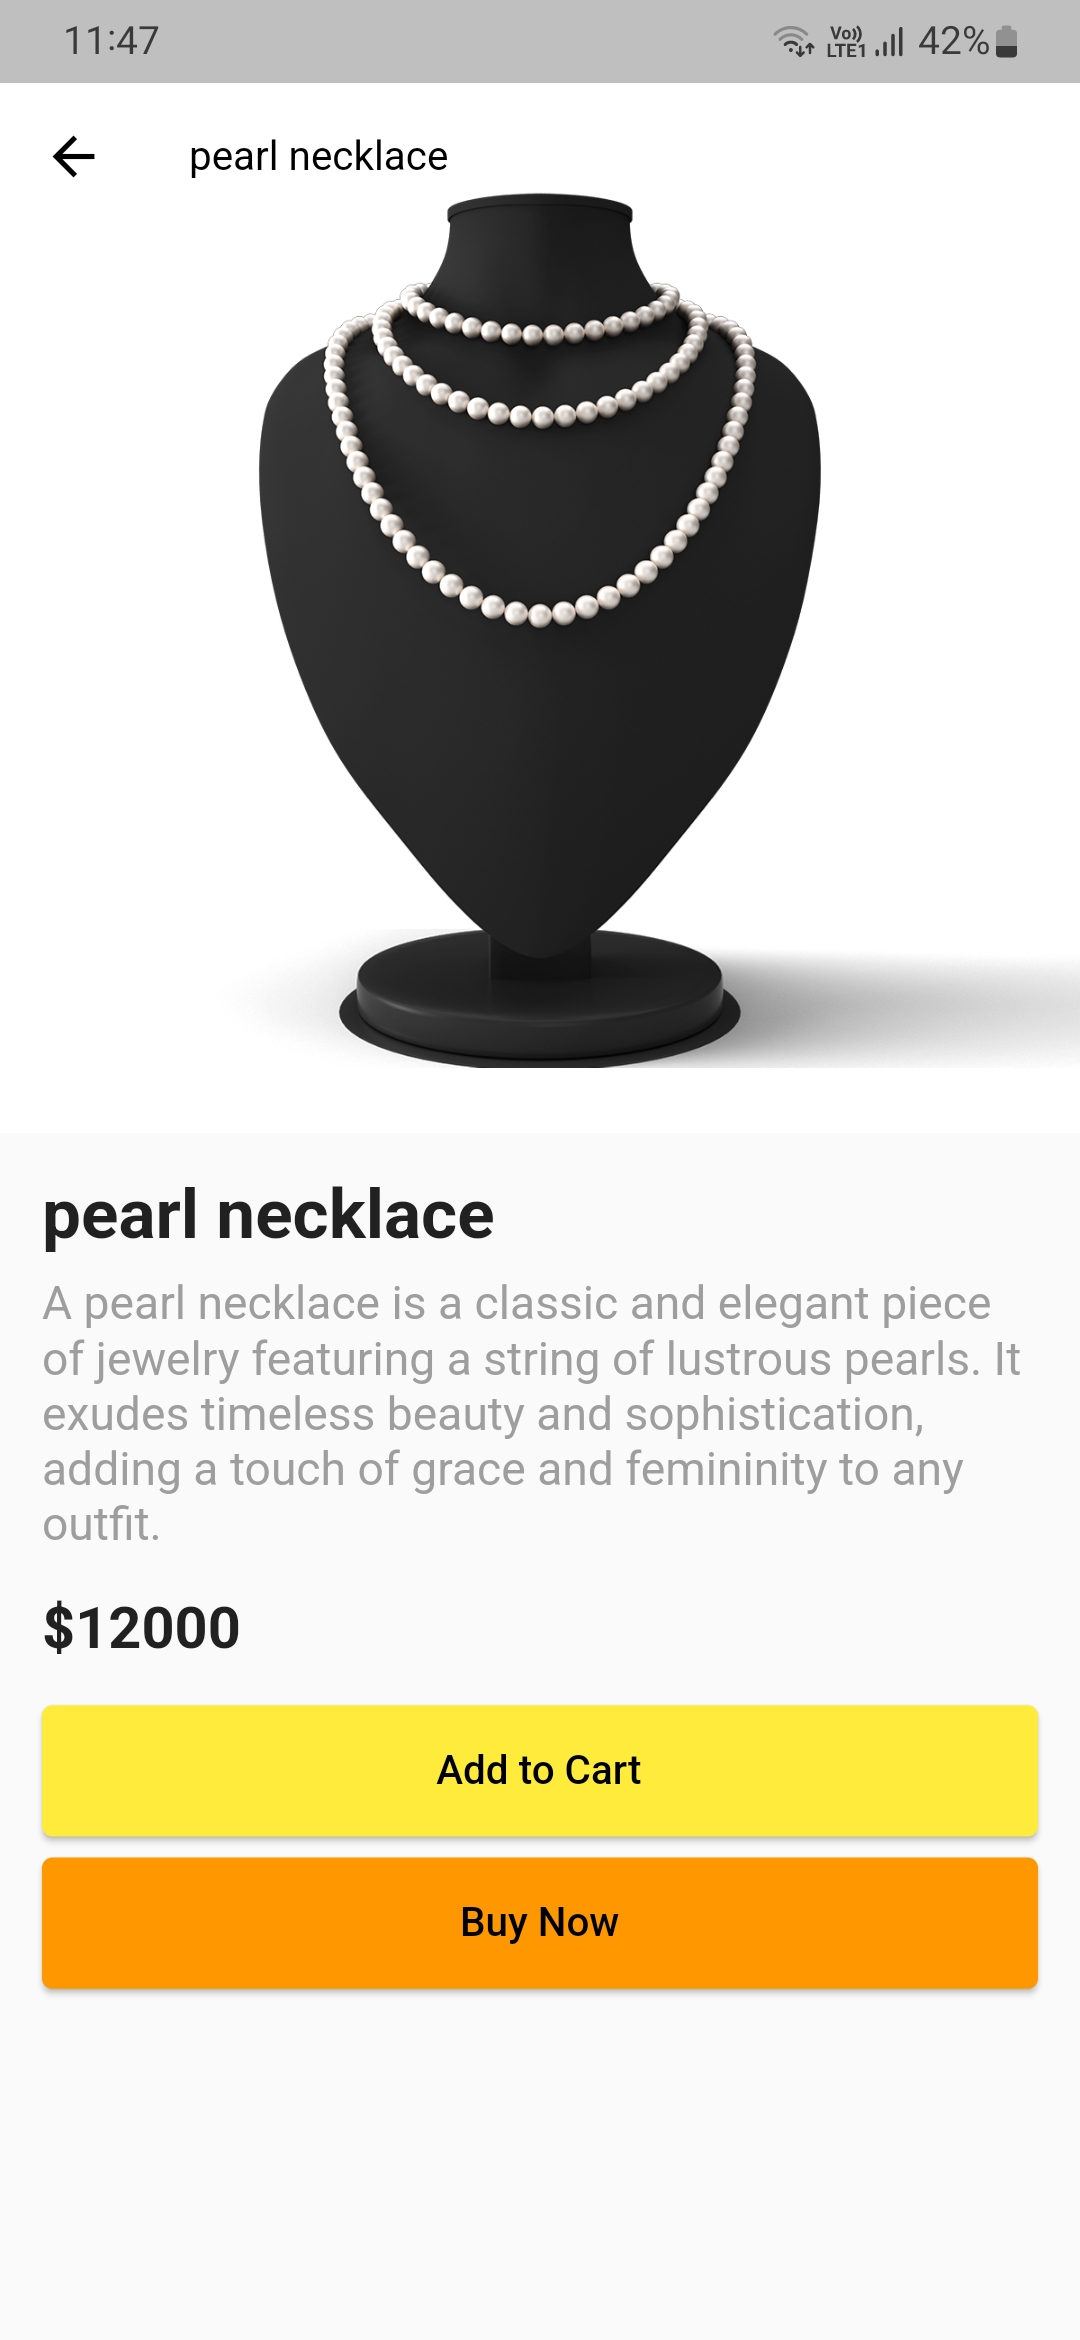 11:47 Vo)) LTE1 42%
pearl necklace
pearl necklace
A pearl necklace is a classic and elegant piece
of jewelry featuring a string of lustrous pearls. It
exudes timeless beauty and sophistication,
adding a touch of grace and femininity to any
outfit.
$12000
Add to Cart
Buy Now